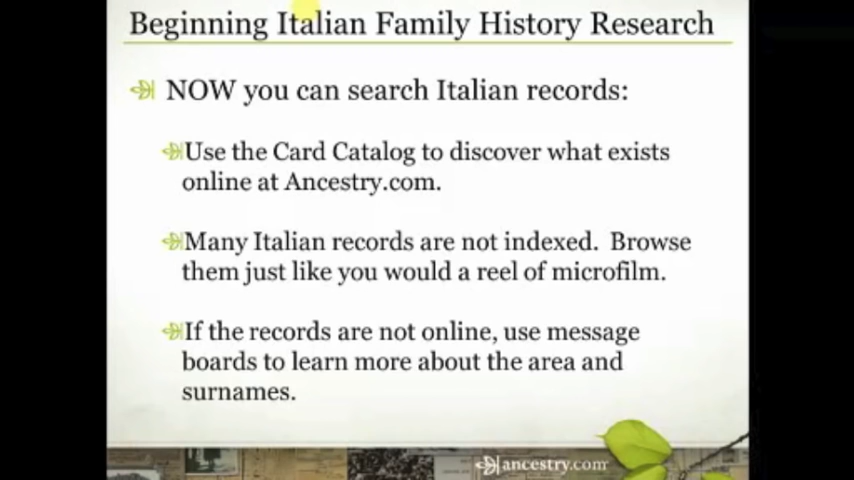 Beginning Italian Family History Research
NOW you can search Italian records:
Use the Card Catalog to discover what exists
online at Ancestry.com.
Many Italian records are not indexed. Browse
them just like you would a reel of microfilm.
If the records are not online, use message
boards to learn more about the area and
surnames.
ancestry.com